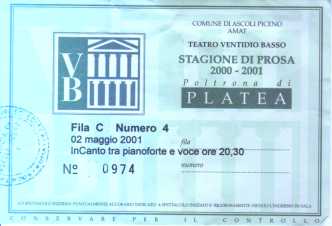 COMUNE DI ASCOLI PICENO
AMAT
TEATRO VENTIDIO BASSO
STAGIONE DI PROSA
2000 - 2001
Poltrona di
PLATEA
VB
Fila C Numero 4
02 maggio 2001
InCanto tra pianoforte e voce ore 20,30
fila
numero
Nº 0974
CONSERVARE PER IL CONTROLLO